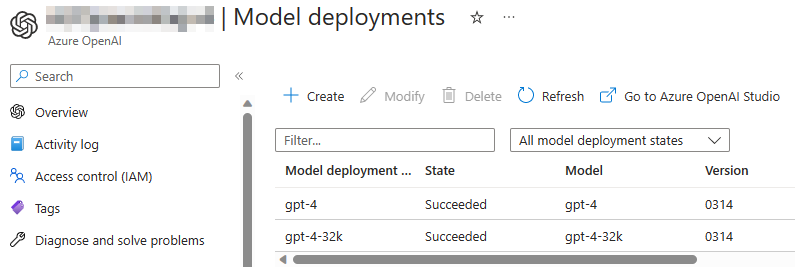 | Model deployments ☆ ...
Azure OpenAI
Search «
Overview
Activity log
Access control (IAM)
Tags
Diagnose and solve problems
+ Create Modify Delete Refresh Go to Azure OpenAI Studio
Filter... All model deployment states
Model deployment ... State Model Version
gpt-4 Succeeded gpt-4 0314
gpt-4-32k Succeeded gpt-4-32k 0314